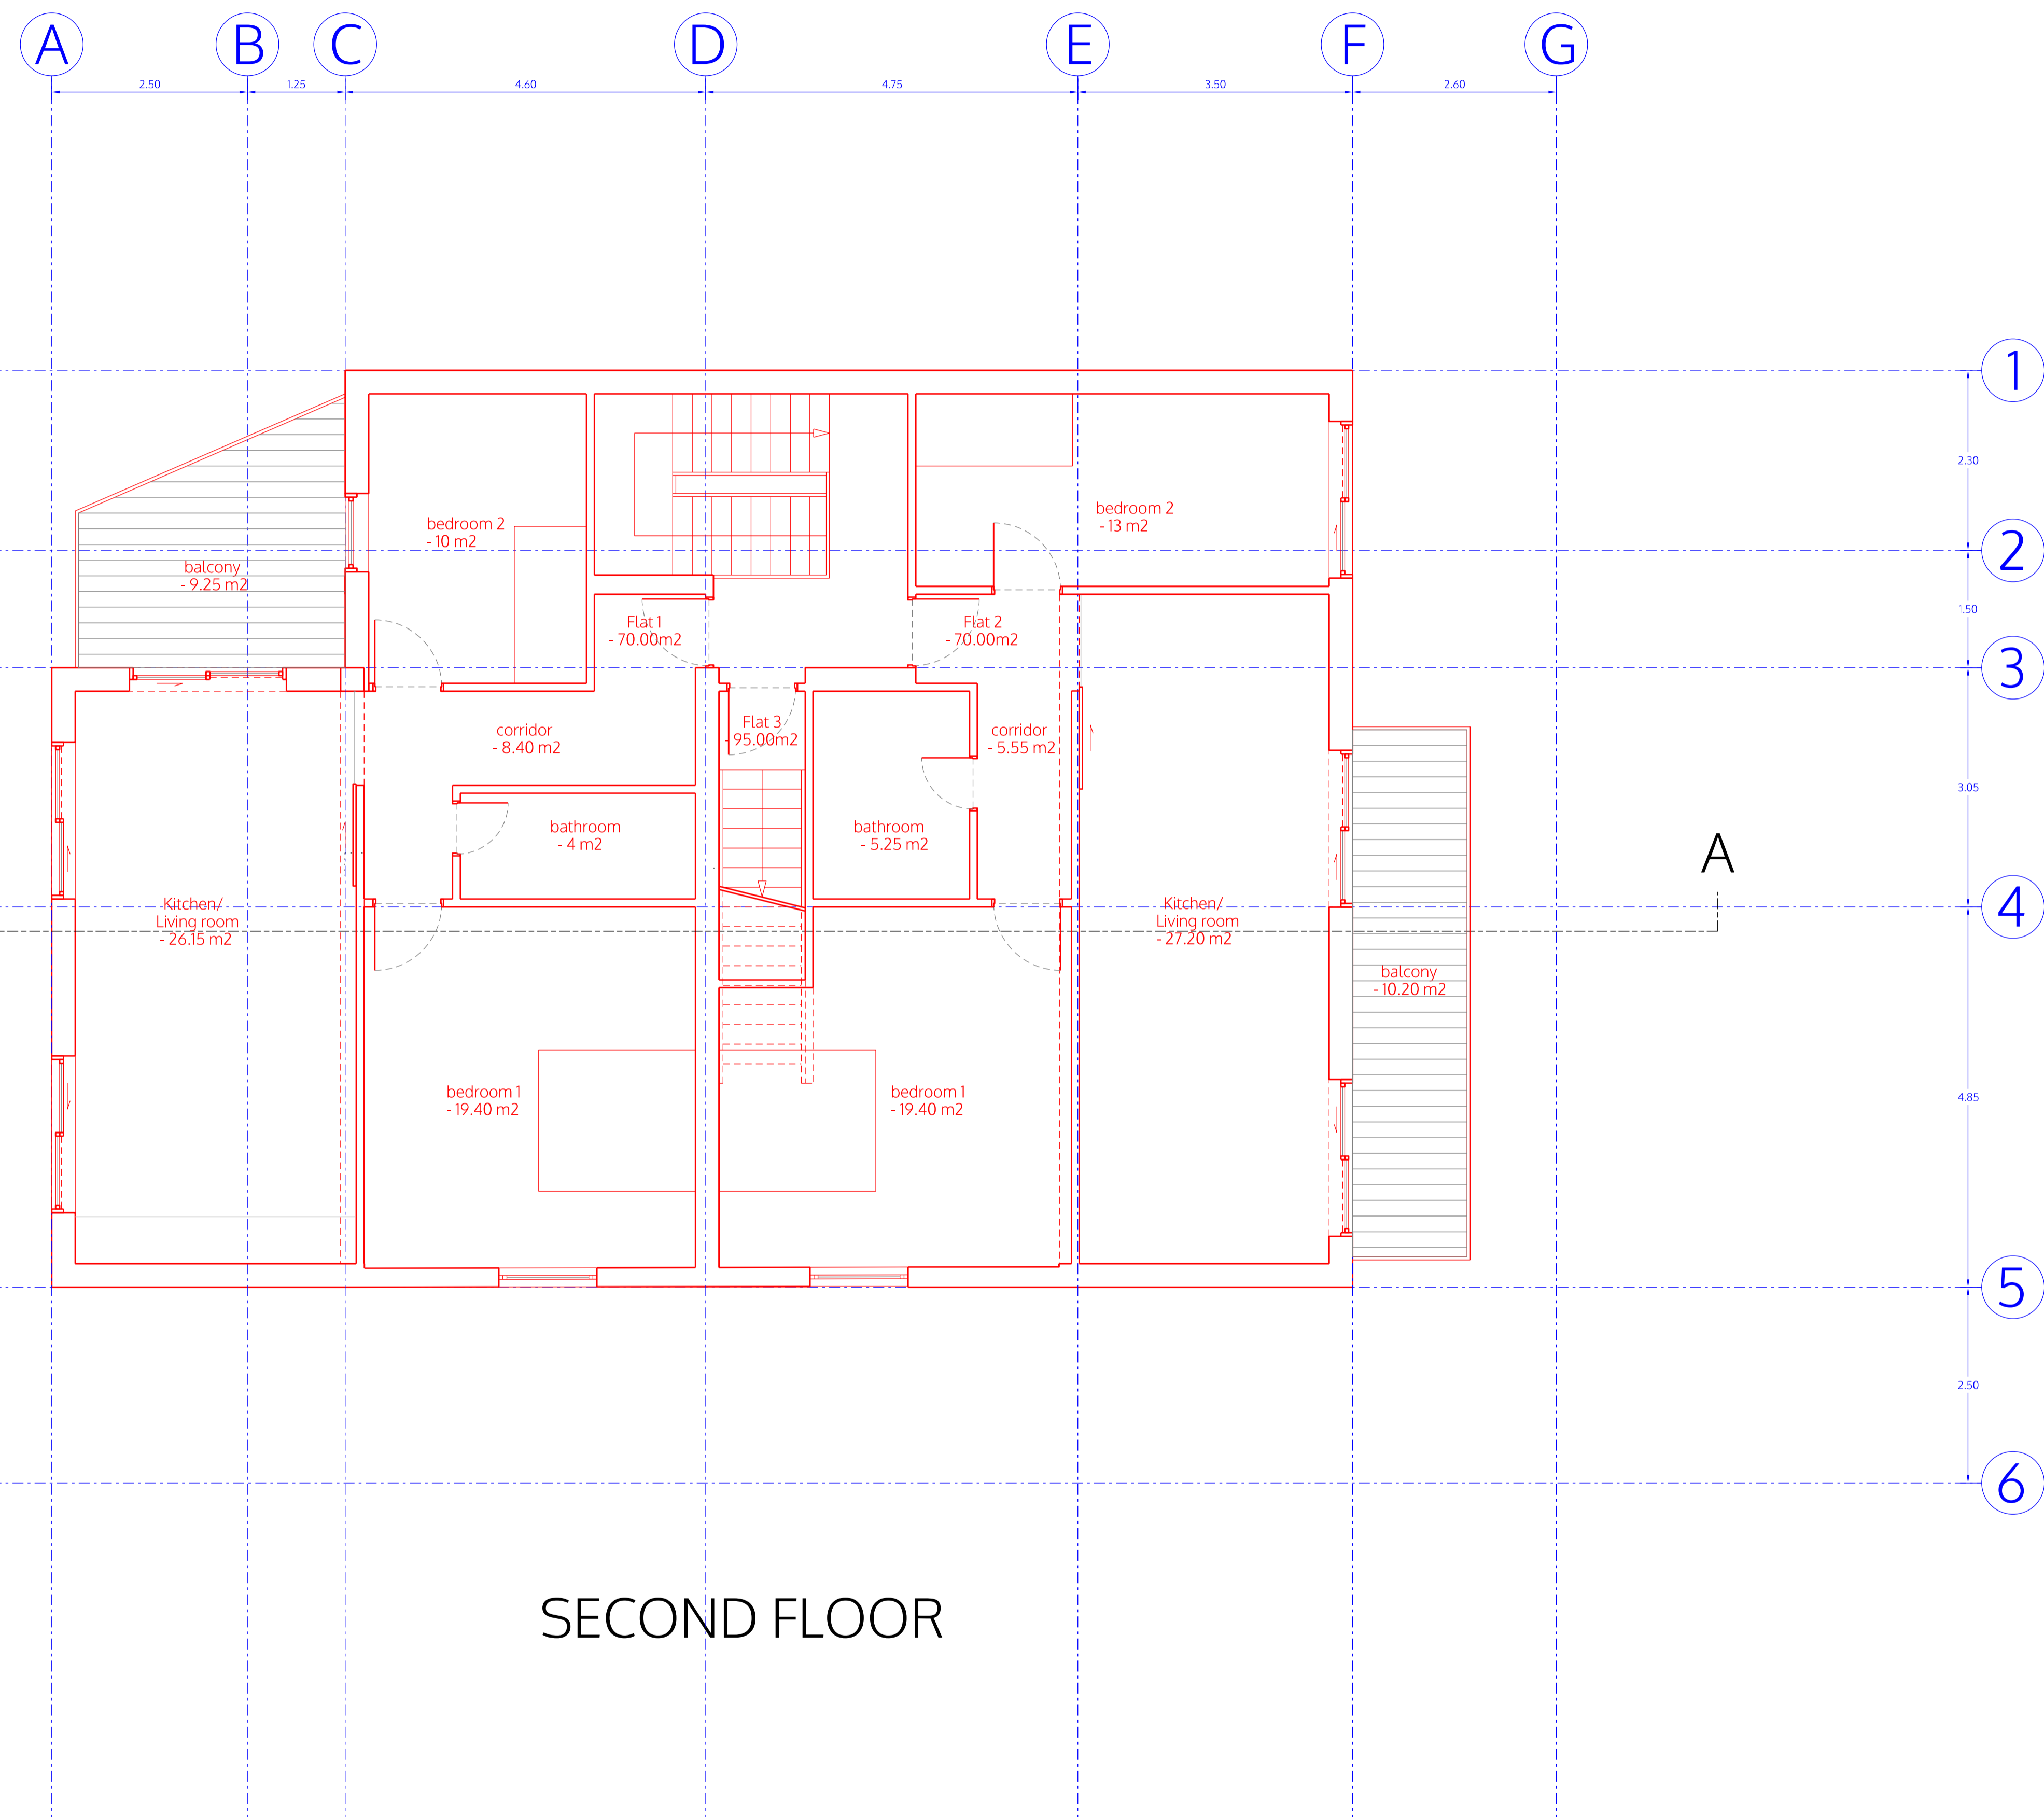 A B C D E F G
2.50 1.25 4.60 4.75 3.50 2.60
1
2.30
bedroom 2
- 13 m2
bedroom 2
- 10 m2
2
balcony
- 9.25 m2
1.50
Flat 1
- 70.00m2
Flat 2
- 70.00m2
3
Flat 3
- 95.00m2
corridor
- 8.40 m2
corridor
- 5.55 m2
3.05
bathroom
- 4 m2
bathroom
- 5.25 m2
A
Kitchen/
Living room
- 26.15 m2
Kitchen/
Living room
- 27.20 m2
4
balcony
- 10.20 m2
bedroom 1
- 19.40 m2
bedroom 1
- 19.40 m2
4.85
5
2.50
6
SECOND FLOOR